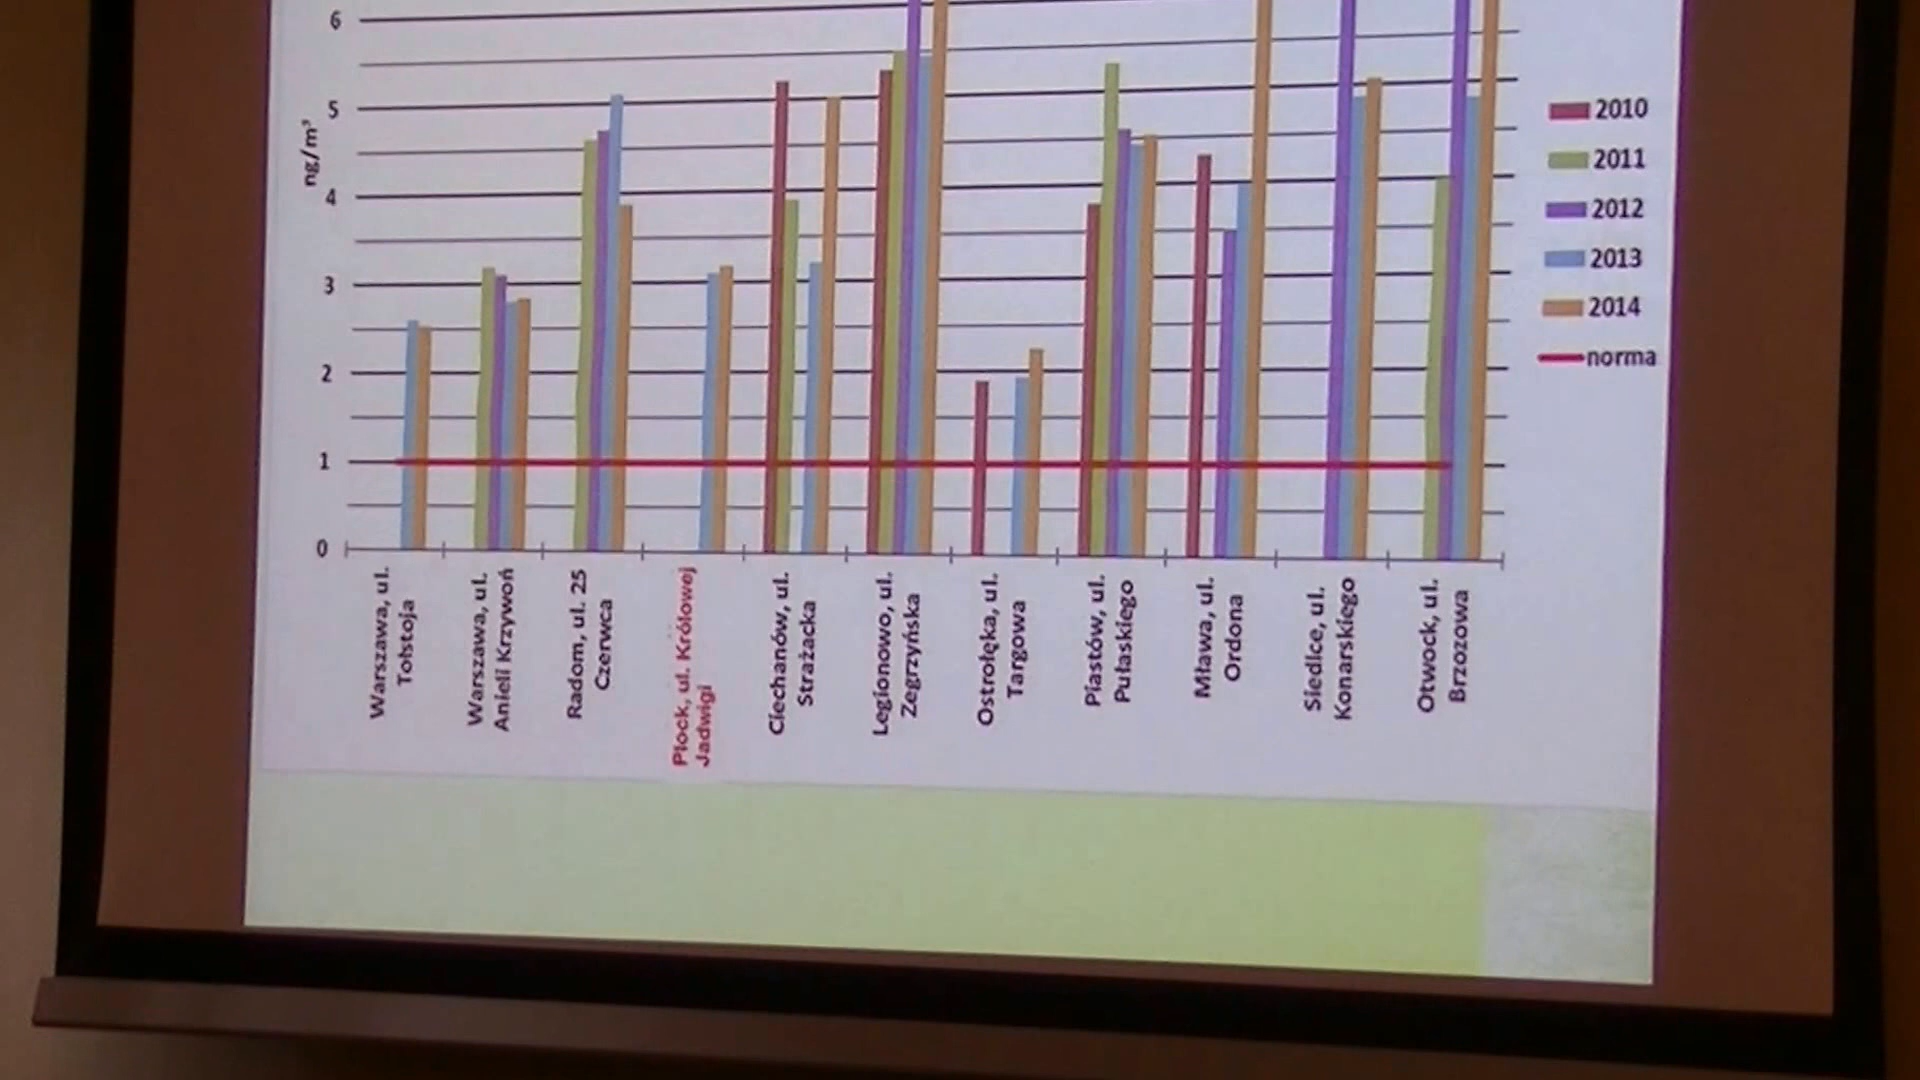 6
5
4
3
2
1
0
ng/m³
Warszawa, ul.
Tołstoja
Warszawa, ul.
Anieli Krzywoń
Radom, ul. 25
Czerwca
Płock, ul. Królowej
Jadwigi
Ciechanów, ul.
Strażacka
Legionowo, ul.
Zegrzyńska
Ostrołęka, ul.
Targowa
Piastów, ul.
Pułaskiego
Mława, ul.
Ordona
Siedlce, ul.
Konarskiego
Otwock, ul.
Brzozowa
2010
2011
2012
2013
2014
norma